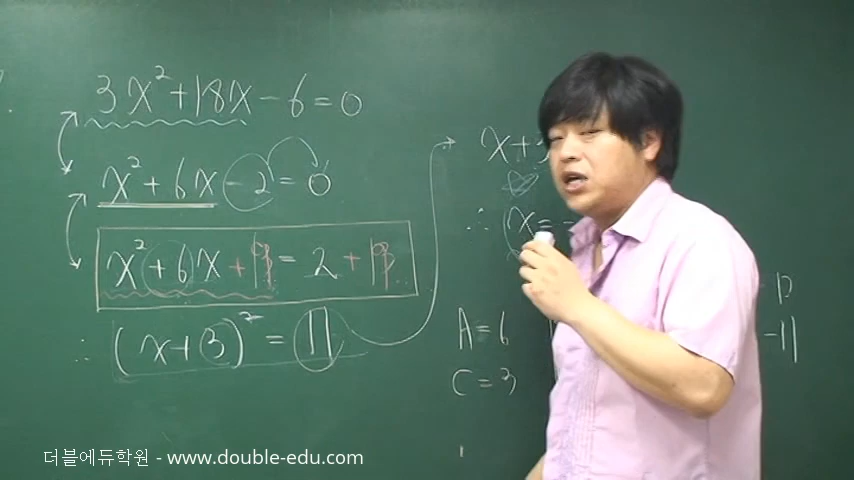 3x²+18x-6=0
x²+6x-2=0
x²+6x+9=2+9
∴ (x+3)²=11
x+3
∴ x=-
A=6
C=3
-11
더블에듀학원 - www.double-edu.com